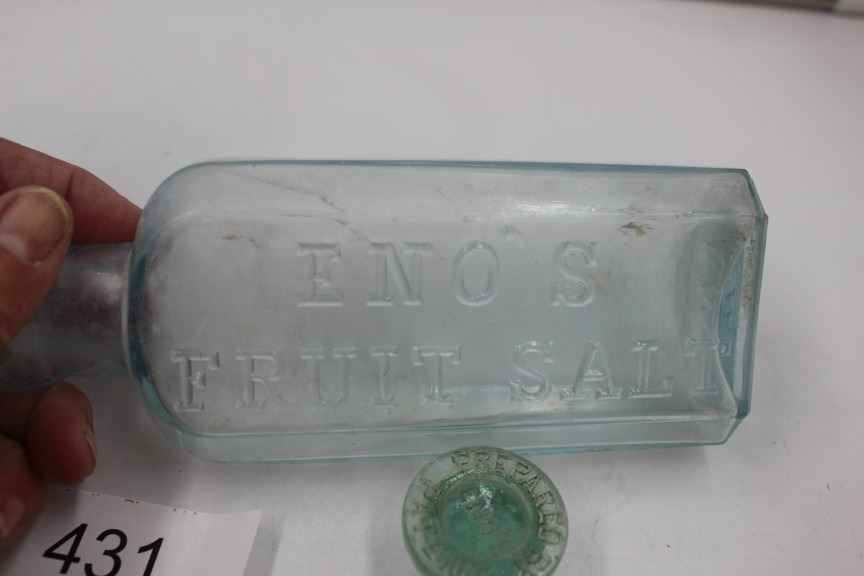 ENO'S
FRUIT SALT
PREPARED
431